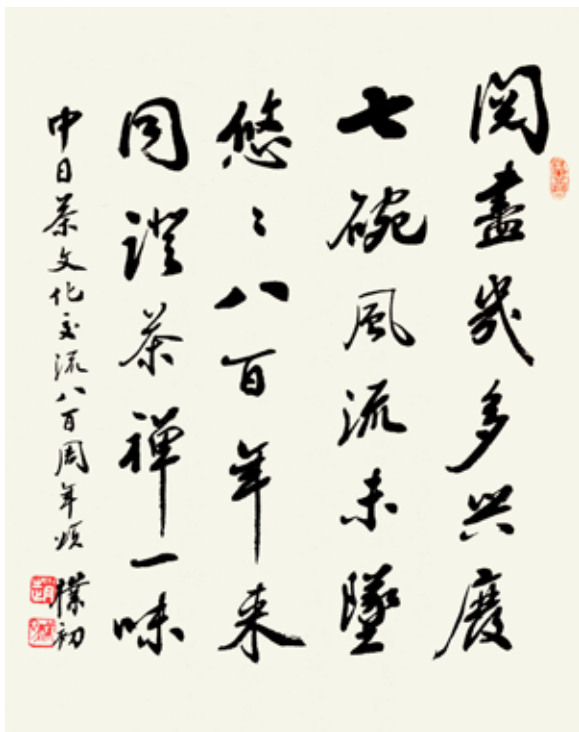 閱盡幾多興廢
七碗風流未墜
悠〻八百年来
同證茶禪一味
中日茶文化交流八百周年頌
樸初